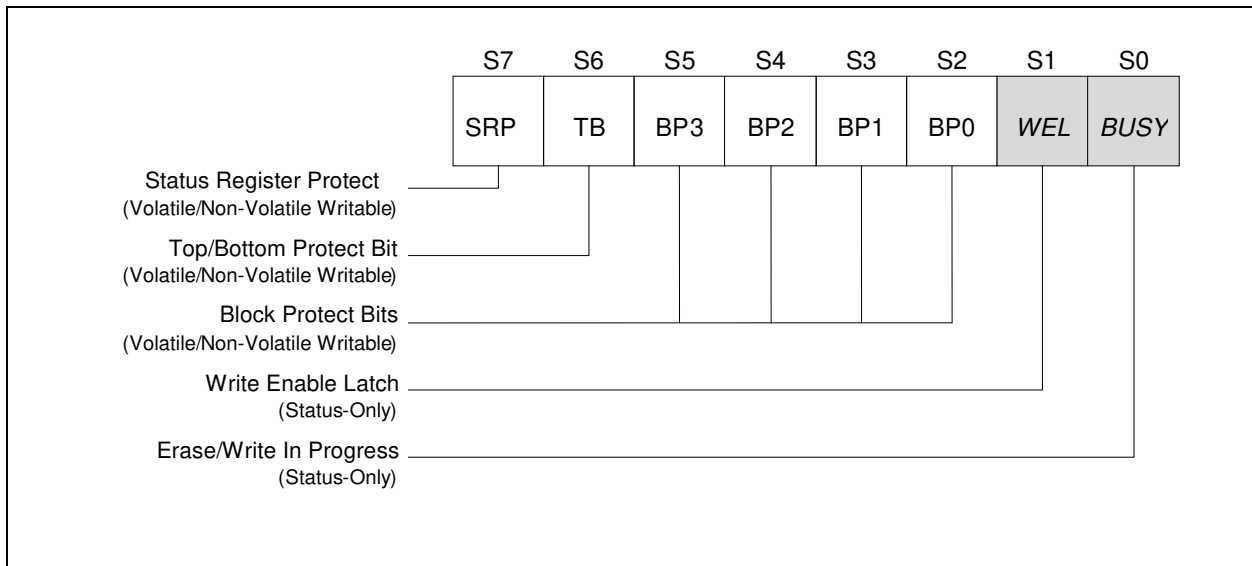 S7 S6 S5 S4 S3 S2 S1 S0
SRP TB BP3 BP2 BP1 BP0 WEL BUSY
Status Register Protect
(Volatile/Non-Volatile Writable)
Top/Bottom Protect Bit
(Volatile/Non-Volatile Writable)
Block Protect Bits
(Volatile/Non-Volatile Writable)
Write Enable Latch
(Status-Only)
Erase/Write In Progress
(Status-Only)